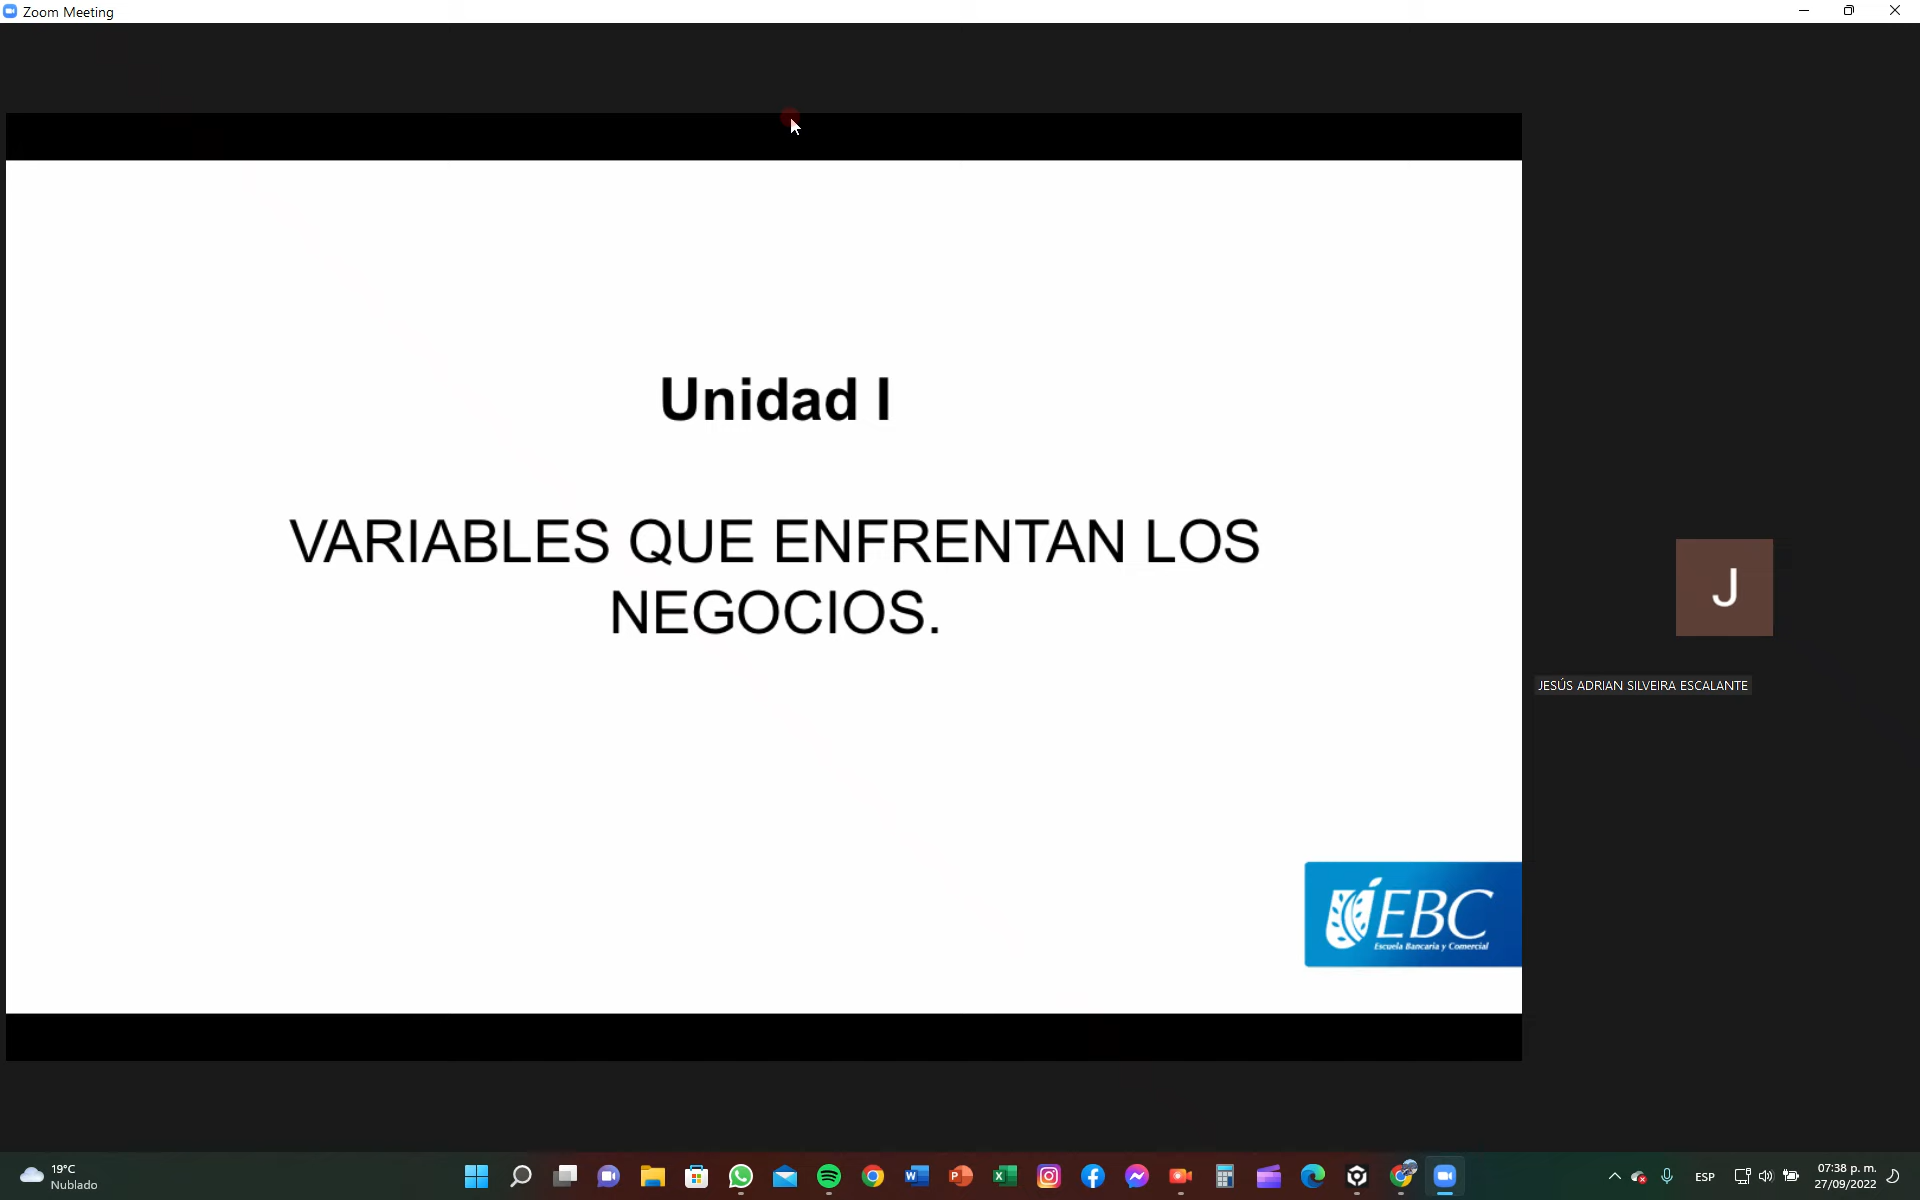 Zoom Meeting
Unidad I
VARIABLES QUE ENFRENTAN LOS
NEGOCIOS.
J
JESÚS ADRIAN SILVEIRA ESCALANTE
EBC
Escuela Bancaria y Comercial
19°C
Nublado
ESP
07:38 p. m.
27/09/2022